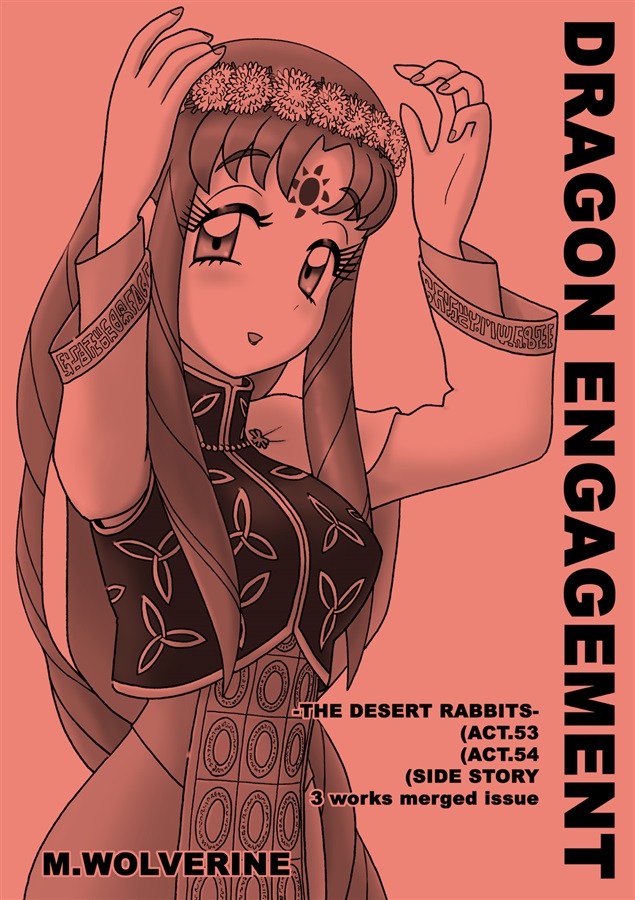 DRAGON ENGAGEMENT
-THE DESERT RABBITS-
(ACT.53
(ACT.54
(SIDE STORY
3 works merged issue
M.WOLVERINE